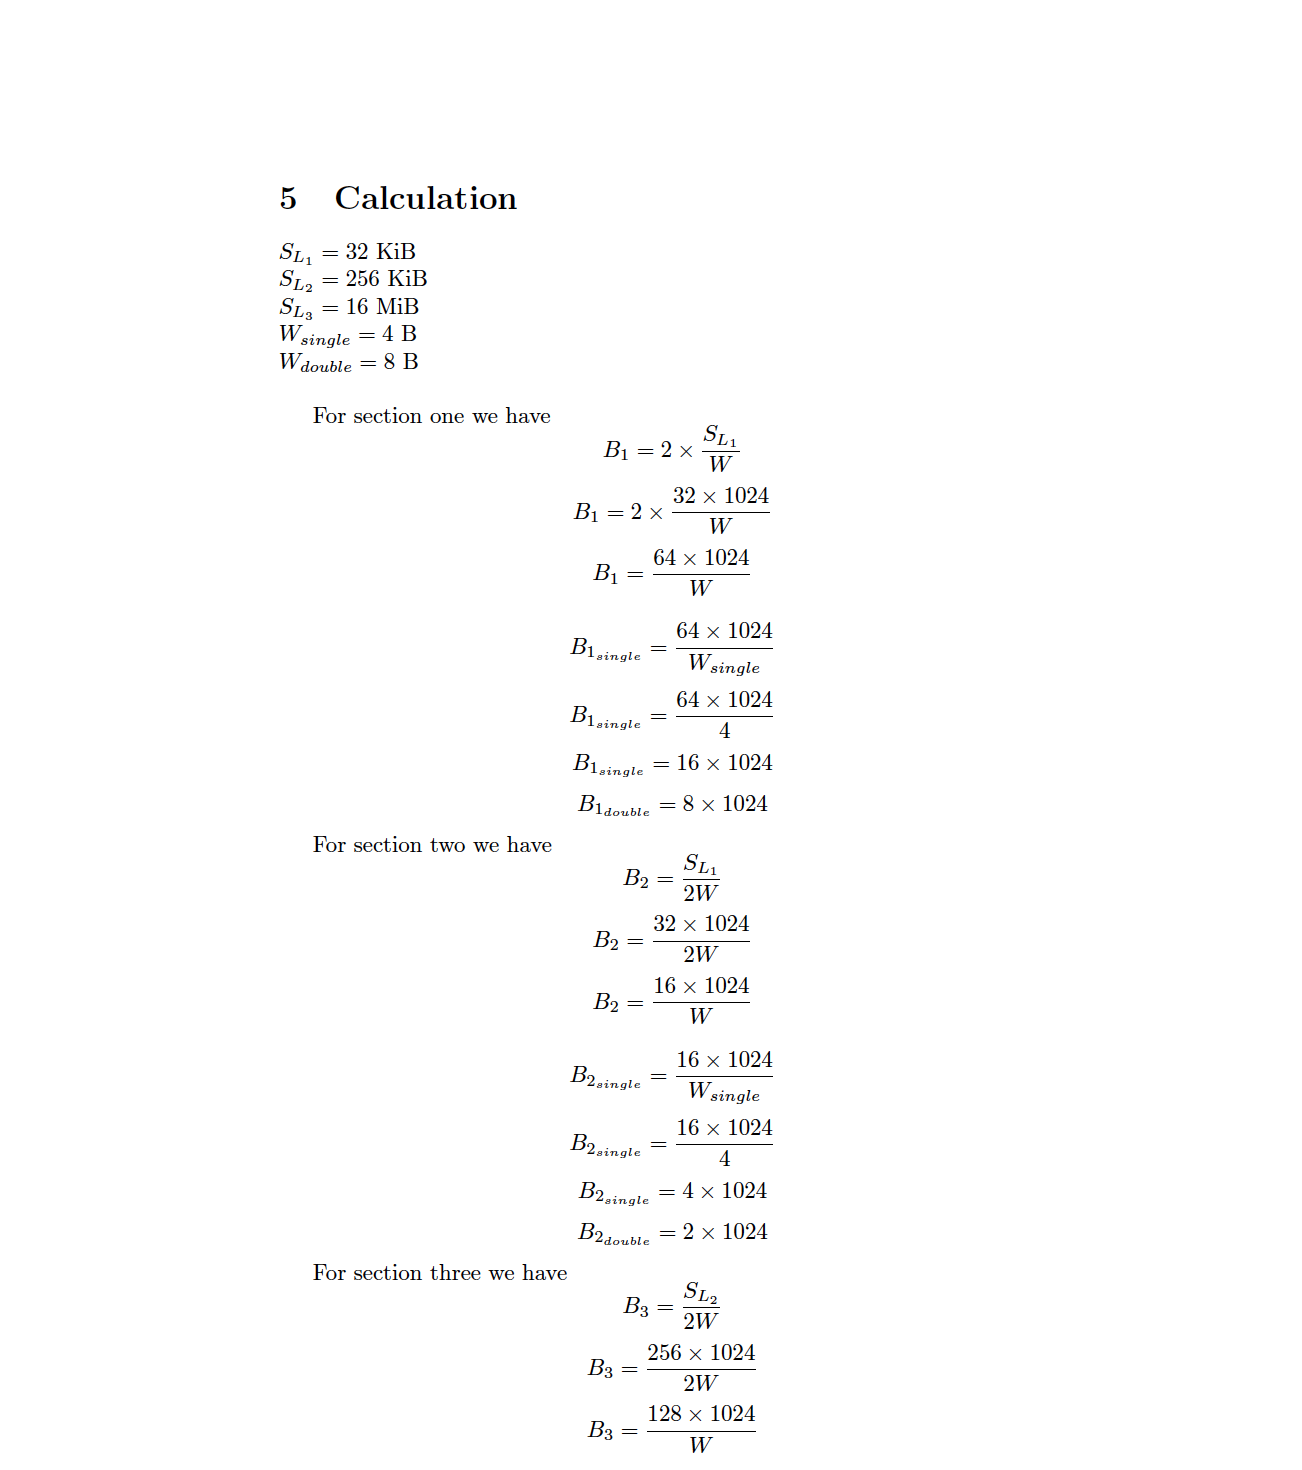 5 Calculation
$S_{L_1} = 32$ KiB
$S_{L_2} = 256$ KiB
$S_{L_3} = 16$ MiB
$W_{single} = 4$ B
$W_{double} = 8$ B
For section one we have
$B_1 = 2 \times \frac{S_{L_1}}{W}$
$B_1 = 2 \times \frac{32 \times 1024}{W}$
$B_1 = \frac{64 \times 1024}{W}$
$B_{1_{single}} = \frac{64 \times 1024}{W_{single}}$
$B_{1_{single}} = \frac{64 \times 1024}{4}$
$B_{1_{single}} = 16 \times 1024$
$B_{1_{double}} = 8 \times 1024$
For section two we have
$B_2 = \frac{S_{L_1}}{2W}$
$B_2 = \frac{32 \times 1024}{2W}$
$B_2 = \frac{16 \times 1024}{W}$
$B_{2_{single}} = \frac{16 \times 1024}{W_{single}}$
$B_{2_{single}} = \frac{16 \times 1024}{4}$
$B_{2_{single}} = 4 \times 1024$
$B_{2_{double}} = 2 \times 1024$
For section three we have
$B_3 = \frac{S_{L_2}}{2W}$
$B_3 = \frac{256 \times 1024}{2W}$
$B_3 = \frac{128 \times 1024}{W}$